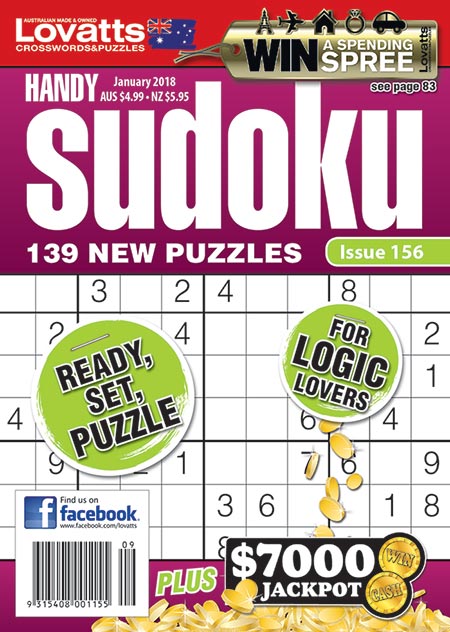 AUSTRALIAN MADE & OWNED
Lovatts
CROSSWORDS&PUZZLES
WIN A SPENDING SPREE
Lovatts
see page 83
HANDY
January 2018
AUS $4.99 • NZ $5.95
sudoku
139 NEW PUZZLES
Issue 156
3 2 4 8
2 4 2
1
4 6 4
9 2 1 7 6 9
3 6 1 8
READY,
SET,
PUZZLE
FOR
LOGIC
LOVERS
Find us on
facebook.
www.facebook.com/lovatts
09
9 315408 001155
PLUS
$7000
JACKPOT
WIN
CASH